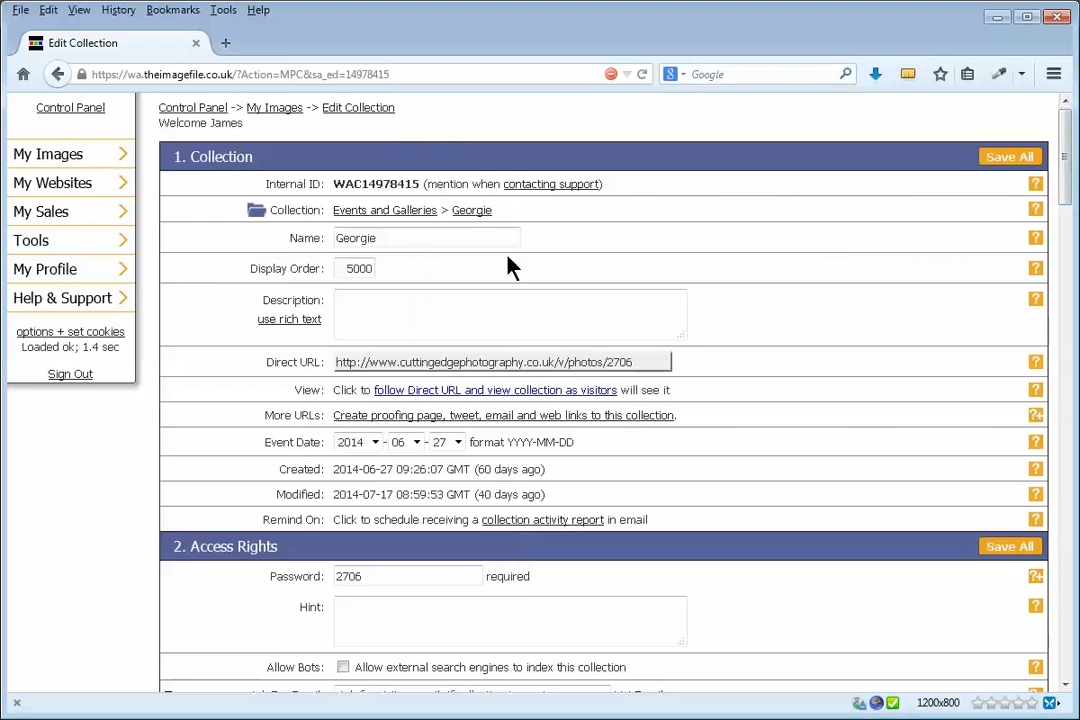 File Edit View History Bookmarks Tools Help
Edit Collection × +
https://wa.theimagefile.co.uk/?Action=MPC&sa_ed=14978415 Google
Control Panel
Control Panel -> My Images -> Edit Collection
Welcome James
My Images
My Websites
My Sales
Tools
My Profile
Help & Support
options + set cookies
Loaded ok; 1.4 sec
Sign Out
1. Collection Save All
Internal ID: WAC14978415 (mention when contacting support) ?
Collection: Events and Galleries > Georgie ?
Name: Georgie ?
Display Order: 5000 ?
Description: ?
use rich text
Direct URL: http://www.cuttingedgephotography.co.uk/v/photos/2706 ?
View: Click to follow Direct URL and view collection as visitors will see it ?
More URLs: Create proofing page, tweet, email and web links to this collection. ?+
Event Date: 2014 - 06 - 27 format YYYY-MM-DD ?
Created: 2014-06-27 09:26:07 GMT (60 days ago) ?
Modified: 2014-07-17 08:59:53 GMT (40 days ago) ?
Remind On: Click to schedule receiving a collection activity report in email ?
2. Access Rights Save All
Password: 2706 required ?+
Hint: ?
Allow Bots: Allow external search engines to index this collection ?
× 1200x800